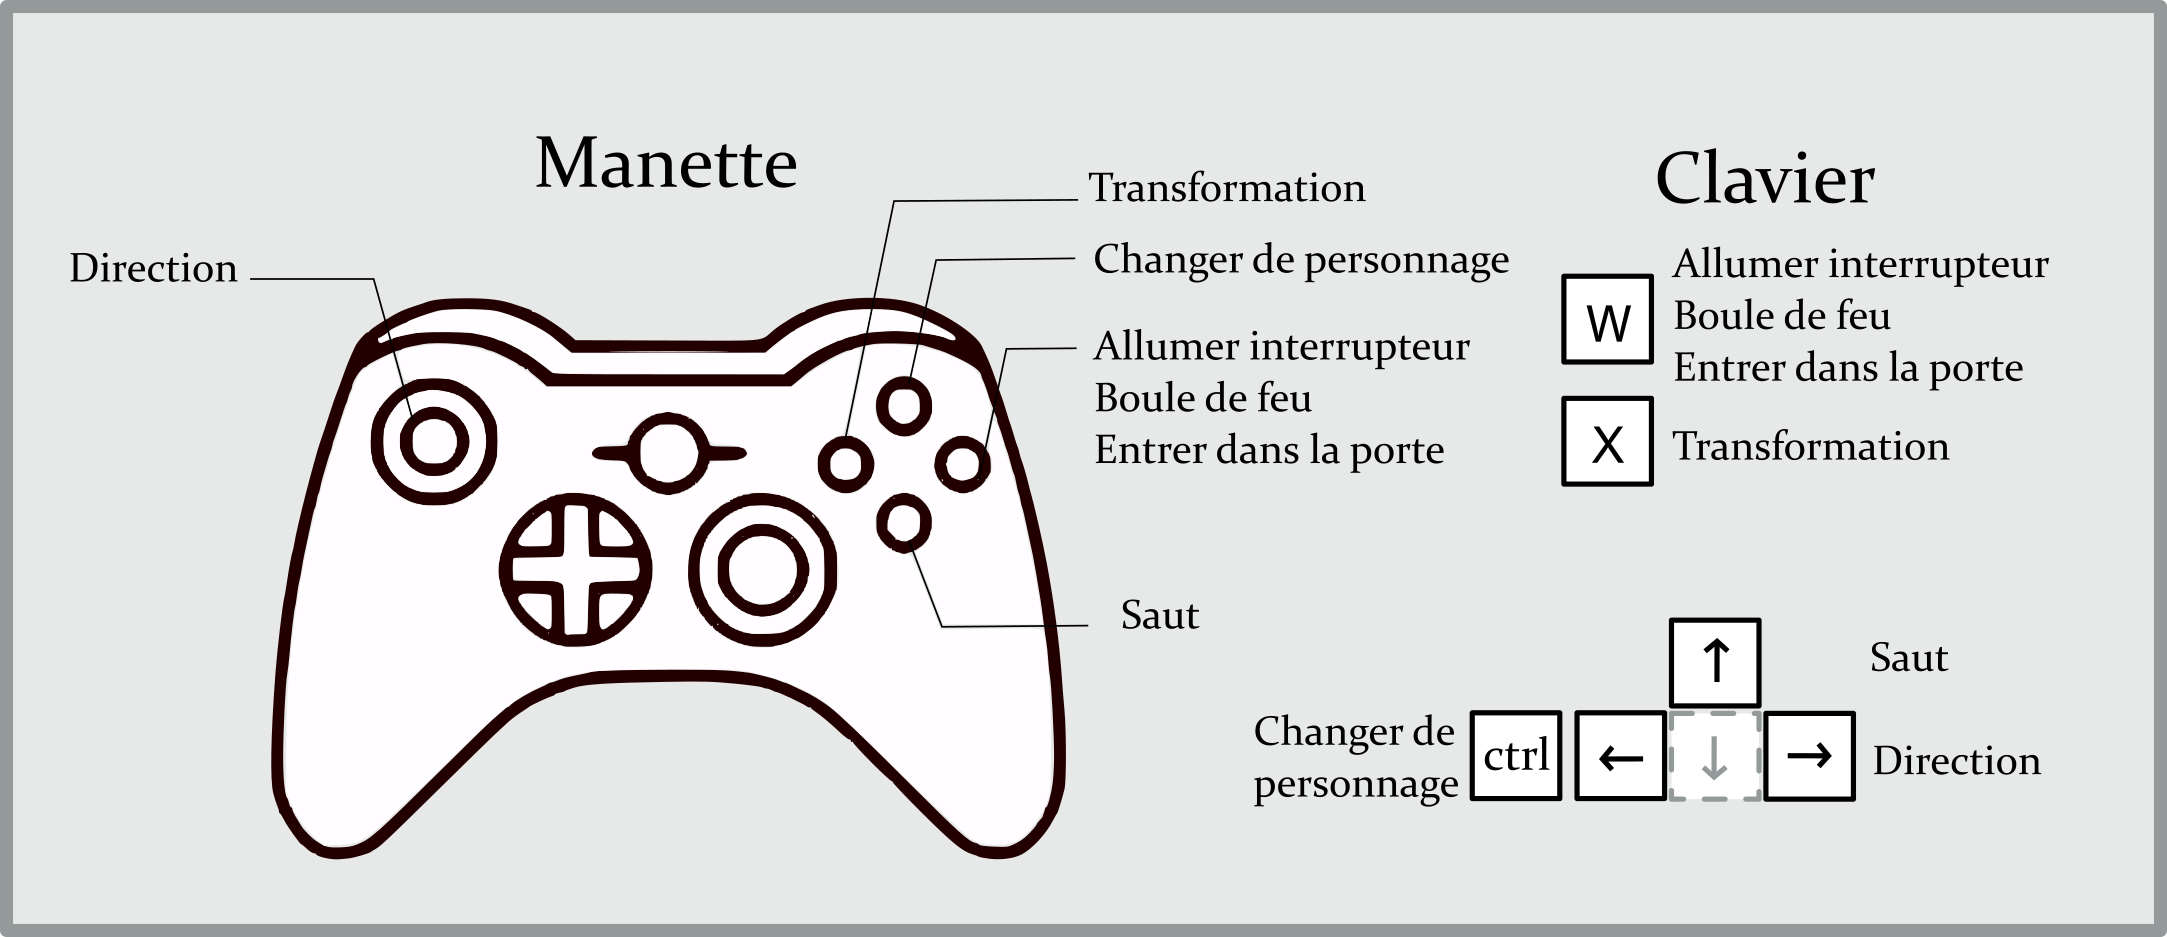 Manette
Direction
Transformation
Changer de personnage
Allumer interrupteur
Boule de feu
Entrer dans la porte
Saut
Clavier
W
Allumer interrupteur
Boule de feu
Entrer dans la porte
X
Transformation
↑
Saut
Changer de
personnage
ctrl
←
↓
→
Direction